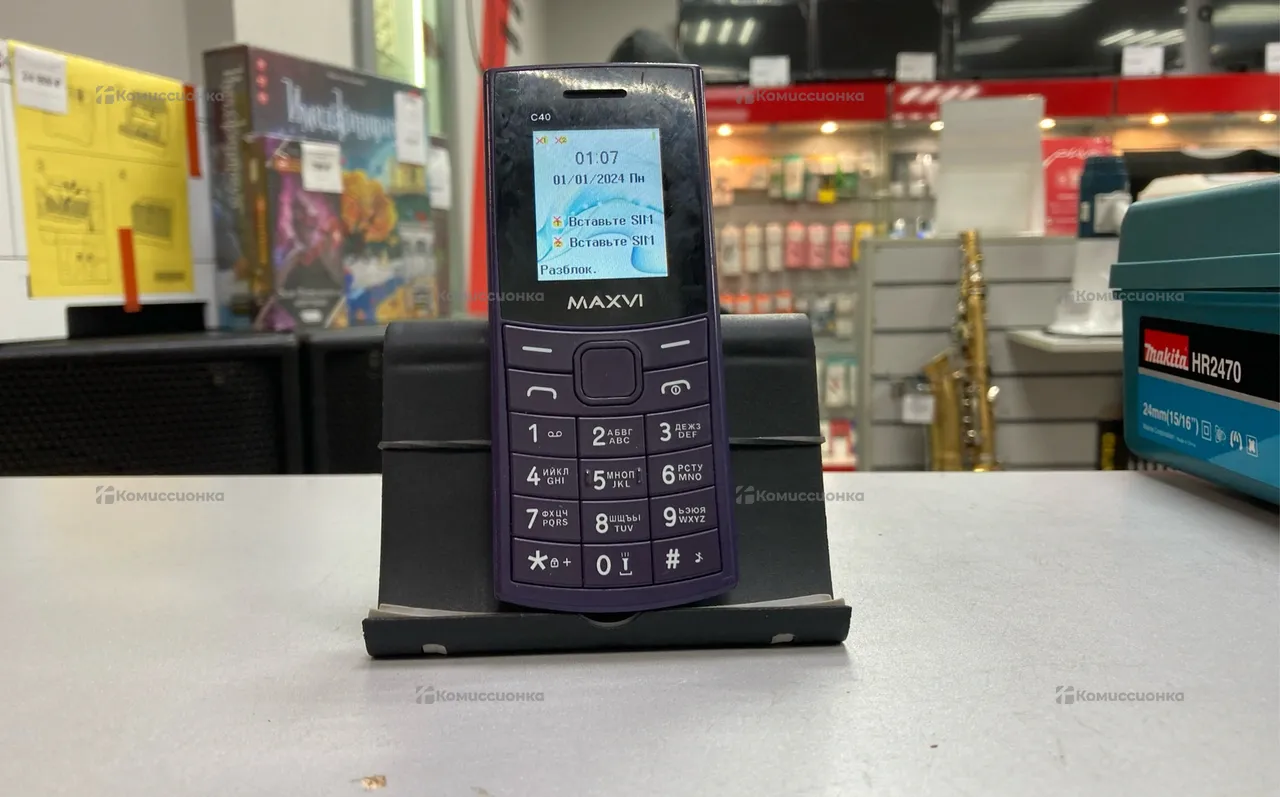 Комиссионка
Комиссионка
C40
01:07
01/01/2024 Пн
Вставьте SIM
Вставьте SIM
Разблок.
MAXVI
Комиссионка
Комиссионка
makita HR2470
24mm(15/16")
1
2 АБВГ ABC
3 ДЕЖЗ DEF
4 ИЙКЛ GHI
5 МНОП JKL
6 РСТУ MNO
7 ФХЦЧ PQRS
8 ШЩЪЫ TUV
9 ЬЭЮЯ WXYZ
* +
0
#
Комиссионка
Комиссионка
Комиссионка
Комиссионка